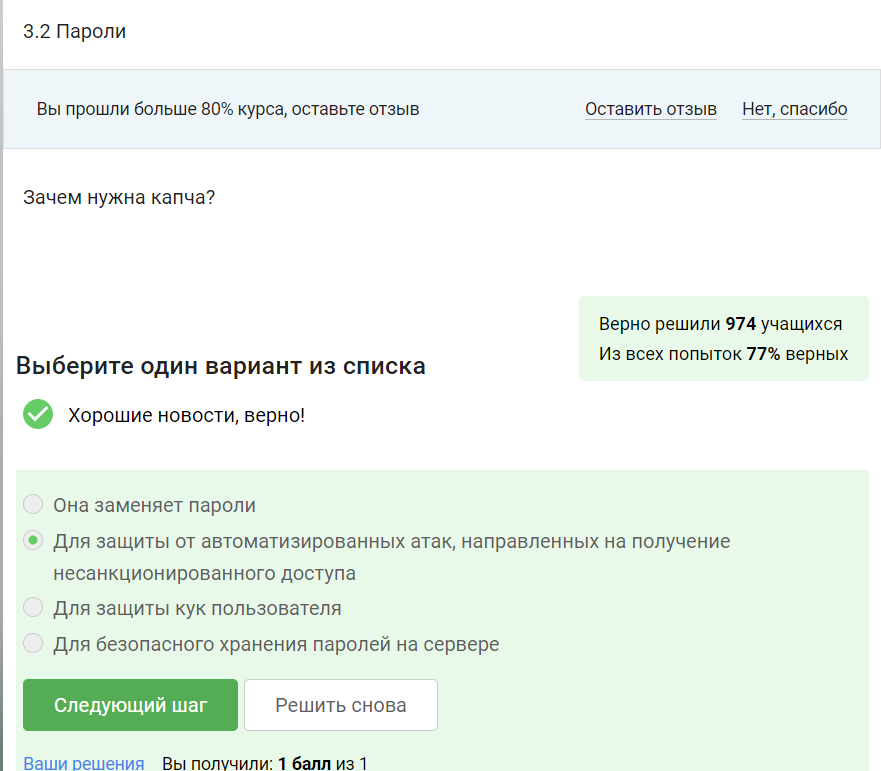 3.2 Пароли
Вы прошли больше 80% курса, оставьте отзыв Оставить отзыв Нет, спасибо
Зачем нужна капча?
Верно решили 974 учащихся
Из всех попыток 77% верных
Выберите один вариант из списка
Хорошие новости, верно!
Она заменяет пароли
Для защиты от автоматизированных атак, направленных на получение
несанкционированного доступа
Для защиты кук пользователя
Для безопасного хранения паролей на сервере
Следующий шаг Решить снова
Ваши решения Вы получили: 1 балл из 1